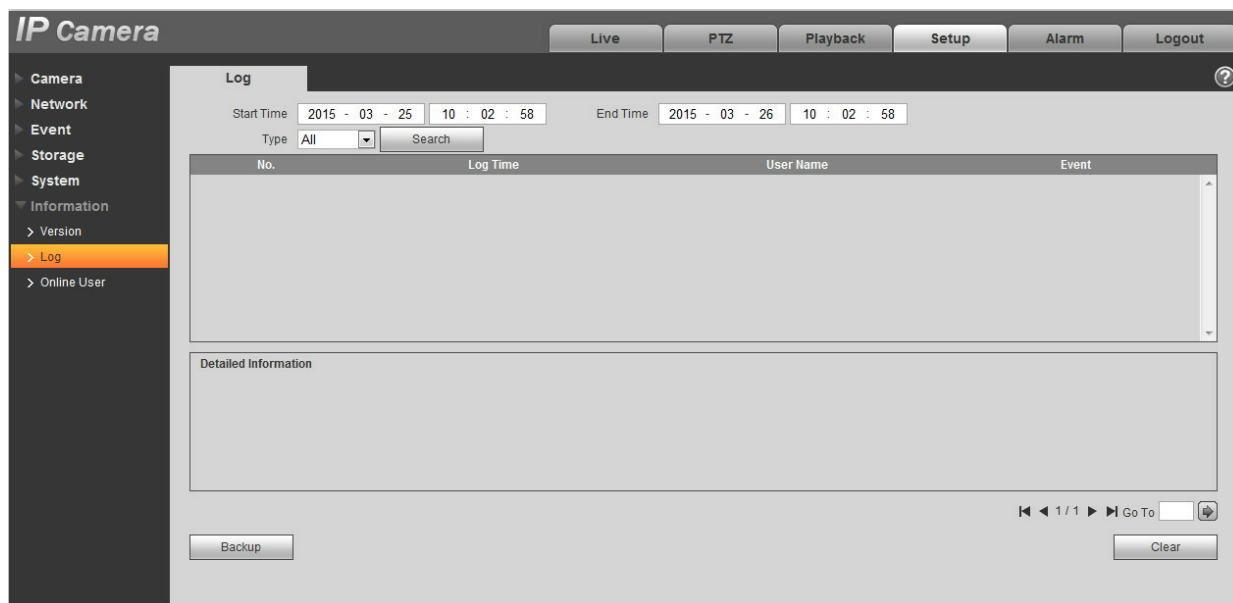 IP Camera
Live PTZ Playback Setup Alarm Logout
Camera
Network
Event
Storage
System
Information
Version
Log
Online User
Log
?
Start Time 2015 - 03 - 25 10 : 02 : 58 End Time 2015 - 03 - 26 10 : 02 : 58
Type All Search
No. Log Time User Name Event
Detailed Information
1 / 1 Go To
Backup Clear